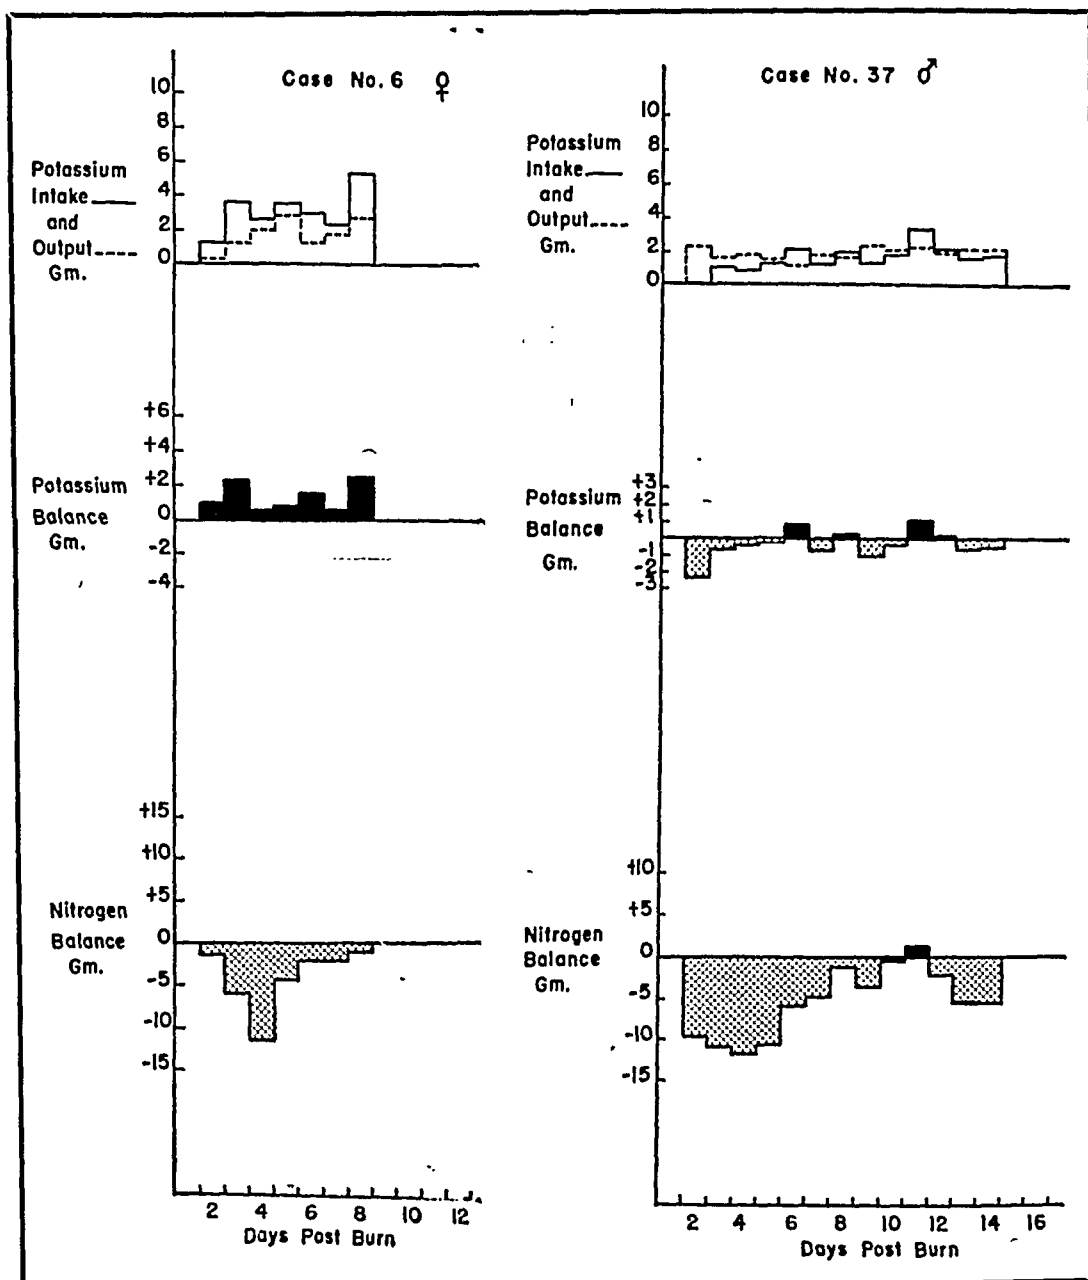 Case No. 6 ♀
10
8
6
4
2
0
Potassium
Intake
and
Output
Gm.
+6
+4
+2
0
-2
-4
Potassium
Balance
Gm.
+15
+10
+5
0
-5
-10
-15
Nitrogen
Balance
Gm.
2 4 6 8 10 12
Days Post Burn
Case No. 37 ♂
10
8
6
4
2
0
Potassium
Intake
and
Output
Gm.
+3
+2
+1
-1
-2
-3
Potassium
Balance
Gm.
+10
+5
0
-5
-10
-15
Nitrogen
Balance
Gm.
2 4 6 8 10 12 14 16
Days Post Burn